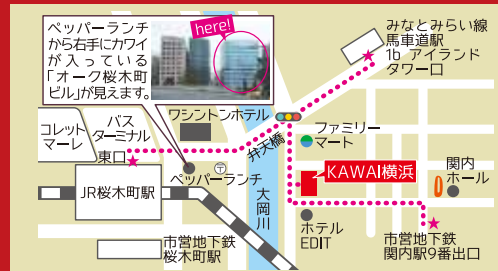 ペッパーランチ
から右手にカワイ
が入っている
「オーク桜木町
ビル」が見えます。
here!
みなとみらい線
馬車道駅
1b アイランド
タワー口
コレット
マーレ
バス
ターミナル
ワシントンホテル
弁天橋
ファミリー
マート
東口
〒
ペッパーランチ
KAWAI横浜
関内
ホール
JR桜木町駅
大岡川
ホテル
EDIT
市営地下鉄
桜木町駅
市営地下鉄
関内駅9番出口